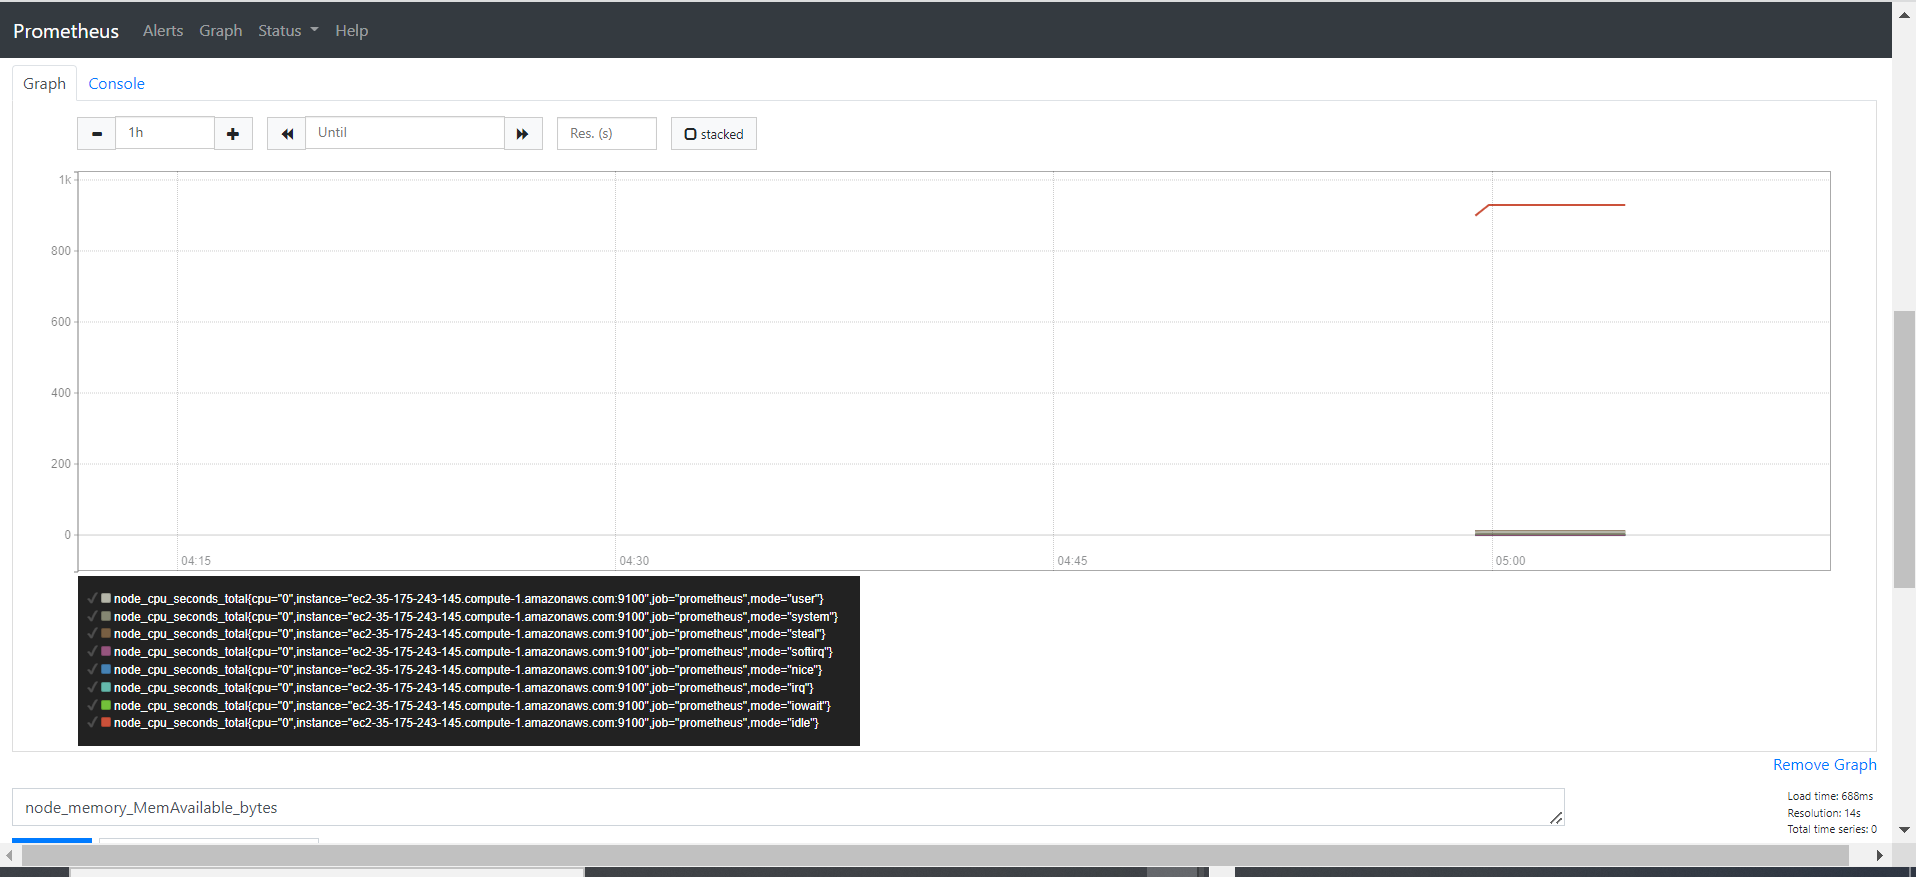 Prometheus Alerts Graph Status Help
Graph Console
1h Until Res. (s) stacked
1k
800
600
400
200
0
04:15 04:30 04:45 05:00
node_cpu_seconds_total{cpu="0",instance="ec2-35-175-243-145.compute-1.amazonaws.com:9100",job="prometheus",mode="user"}
node_cpu_seconds_total{cpu="0",instance="ec2-35-175-243-145.compute-1.amazonaws.com:9100",job="prometheus",mode="system"}
node_cpu_seconds_total{cpu="0",instance="ec2-35-175-243-145.compute-1.amazonaws.com:9100",job="prometheus",mode="steal"}
node_cpu_seconds_total{cpu="0",instance="ec2-35-175-243-145.compute-1.amazonaws.com:9100",job="prometheus",mode="softirq"}
node_cpu_seconds_total{cpu="0",instance="ec2-35-175-243-145.compute-1.amazonaws.com:9100",job="prometheus",mode="nice"}
node_cpu_seconds_total{cpu="0",instance="ec2-35-175-243-145.compute-1.amazonaws.com:9100",job="prometheus",mode="irq"}
node_cpu_seconds_total{cpu="0",instance="ec2-35-175-243-145.compute-1.amazonaws.com:9100",job="prometheus",mode="iowait"}
node_cpu_seconds_total{cpu="0",instance="ec2-35-175-243-145.compute-1.amazonaws.com:9100",job="prometheus",mode="idle"}
Remove Graph
node_memory_MemAvailable_bytes
Load time: 688ms
Resolution: 14s
Total time series: 0